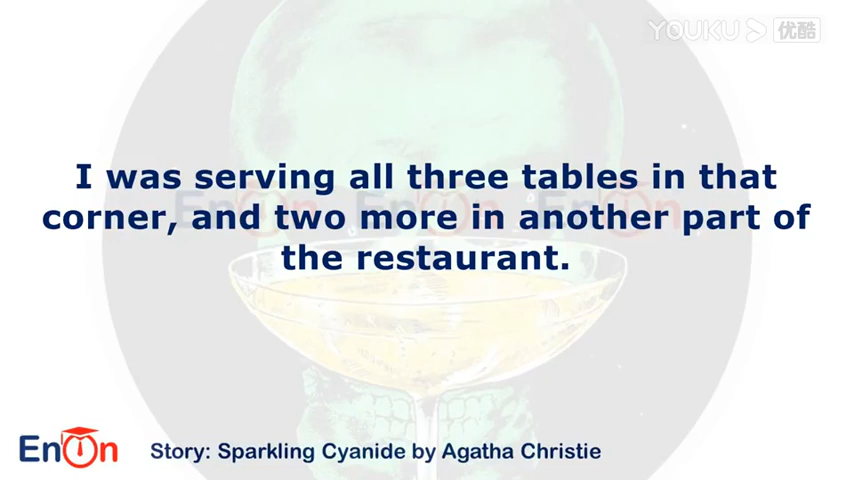 YOUKU 优酷
I was serving all three tables in that
corner, and two more in another part of
the restaurant.
EnOn
Story: Sparkling Cyanide by Agatha Christie